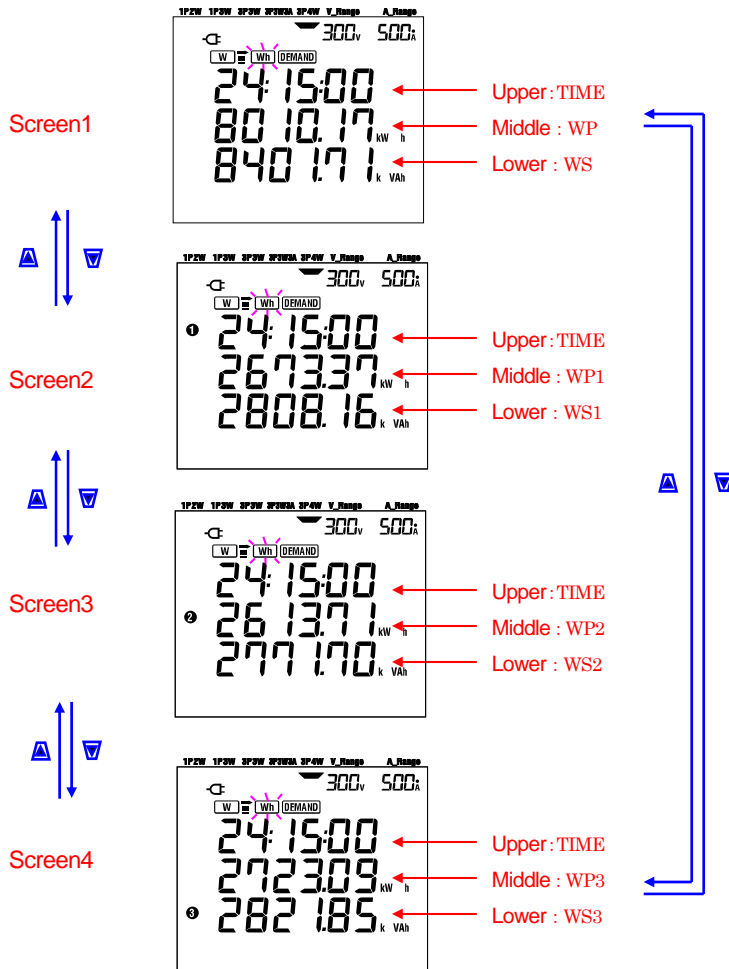 1P2W 1P3W 3P3W 3P3W3A 3P4W V_Range A_Range
300V 500A
W Wh DEMAND
24:15:00 Upper : TIME
Screen1 8010.17 kW h Middle : WP
8401.71 k VAh Lower : WS
1P2W 1P3W 3P3W 3P3W3A 3P4W V_Range A_Range
300V 500A
W Wh DEMAND
❶ 24:15:00 Upper : TIME
Screen2 2673.37 kW h Middle : WP1
2808.16 k VAh Lower : WS1
1P2W 1P3W 3P3W 3P3W3A 3P4W V_Range A_Range
300V 500A
W Wh DEMAND
24:15:00 Upper : TIME
Screen3 ❷ 2613.71 kW h Middle : WP2
2771.70 k VAh Lower : WS2
1P2W 1P3W 3P3W 3P3W3A 3P4W V_Range A_Range
300V 500A
W Wh DEMAND
24:15:00 Upper : TIME
Screen4 2723.09 kW h Middle : WP3
❸ 2821.85 k VAh Lower : WS3